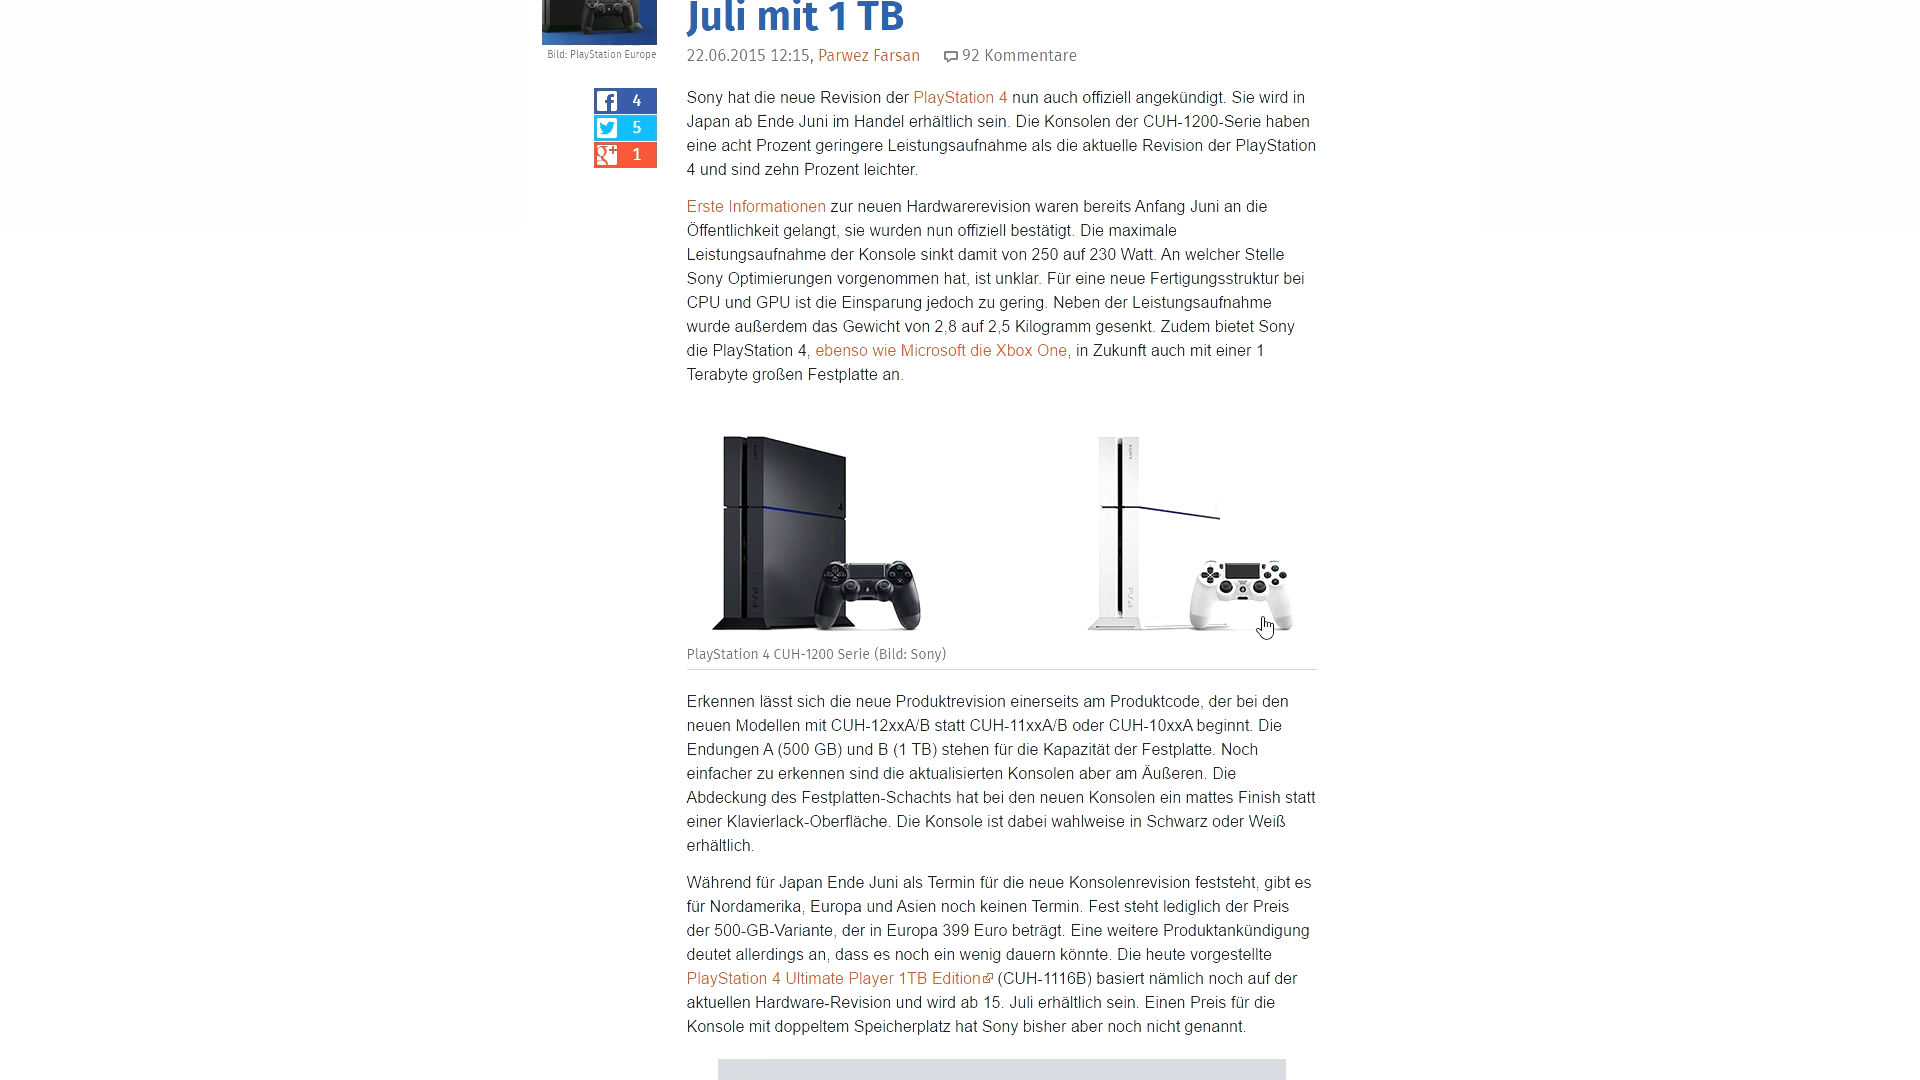 Juli mit 1 TB
Bild: PlayStation Europe
22.06.2015 12:15, Parwez Farsan 92 Kommentare
4
5
1
Sony hat die neue Revision der PlayStation 4 nun auch offiziell angekündigt. Sie wird in
Japan ab Ende Juni im Handel erhältlich sein. Die Konsolen der CUH-1200-Serie haben
eine acht Prozent geringere Leistungsaufnahme als die aktuelle Revision der PlayStation
4 und sind zehn Prozent leichter.
Erste Informationen zur neuen Hardwarerevision waren bereits Anfang Juni an die
Öffentlichkeit gelangt, sie wurden nun offiziell bestätigt. Die maximale
Leistungsaufnahme der Konsole sinkt damit von 250 auf 230 Watt. An welcher Stelle
Sony Optimierungen vorgenommen hat, ist unklar. Für eine neue Fertigungsstruktur bei
CPU und GPU ist die Einsparung jedoch zu gering. Neben der Leistungsaufnahme
wurde außerdem das Gewicht von 2,8 auf 2,5 Kilogramm gesenkt. Zudem bietet Sony
die PlayStation 4, ebenso wie Microsoft die Xbox One, in Zukunft auch mit einer 1
Terabyte großen Festplatte an.
SONY
PS4
SONY
PS4
PlayStation 4 CUH-1200 Serie (Bild: Sony)
Erkennen lässt sich die neue Produktrevision einerseits am Produktcode, der bei den
neuen Modellen mit CUH-12xxA/B statt CUH-11xxA/B oder CUH-10xxA beginnt. Die
Endungen A (500 GB) und B (1 TB) stehen für die Kapazität der Festplatte. Noch
einfacher zu erkennen sind die aktualisierten Konsolen aber am Äußeren. Die
Abdeckung des Festplatten-Schachts hat bei den neuen Konsolen ein mattes Finish statt
einer Klavierlack-Oberfläche. Die Konsole ist dabei wahlweise in Schwarz oder Weiß
erhältlich.
Während für Japan Ende Juni als Termin für die neue Konsolenrevision feststeht, gibt es
für Nordamerika, Europa und Asien noch keinen Termin. Fest steht lediglich der Preis
der 500-GB-Variante, der in Europa 399 Euro beträgt. Eine weitere Produktankündigung
deutet allerdings an, dass es noch ein wenig dauern könnte. Die heute vorgestellte
PlayStation 4 Ultimate Player 1TB Edition (CUH-1116B) basiert nämlich noch auf der
aktuellen Hardware-Revision und wird ab 15. Juli erhältlich sein. Einen Preis für die
Konsole mit doppeltem Speicherplatz hat Sony bisher aber noch nicht genannt.